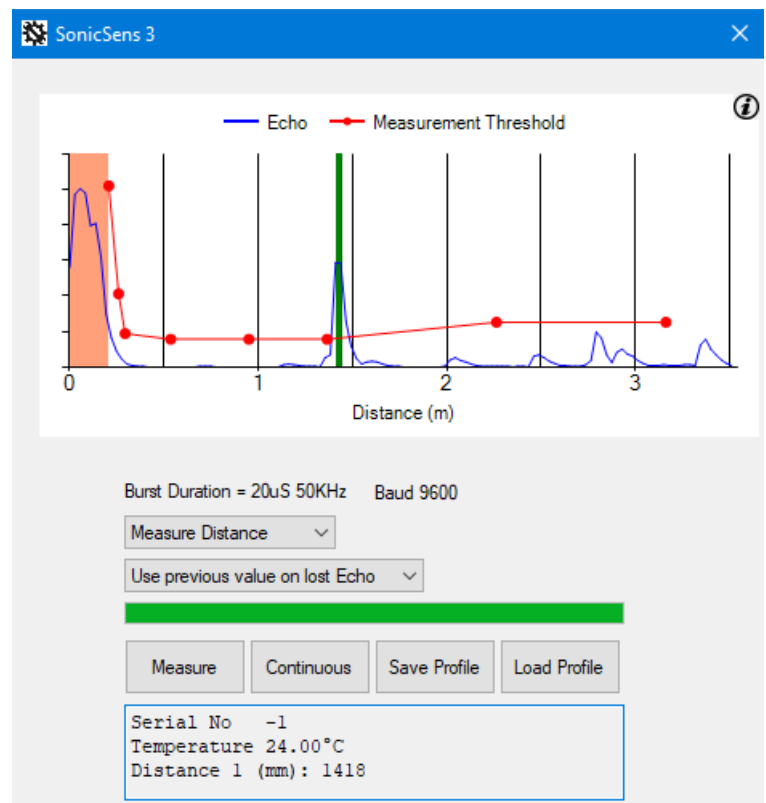 SonicSens 3
Echo Measurement Threshold
0 1 2 3
Distance (m)
Burst Duration = 20uS 50KHz Baud 9600
Measure Distance
Use previous value on lost Echo
Measure Continuous Save Profile Load Profile
Serial No -1
Temperature 24.00°C
Distance 1 (mm): 1418